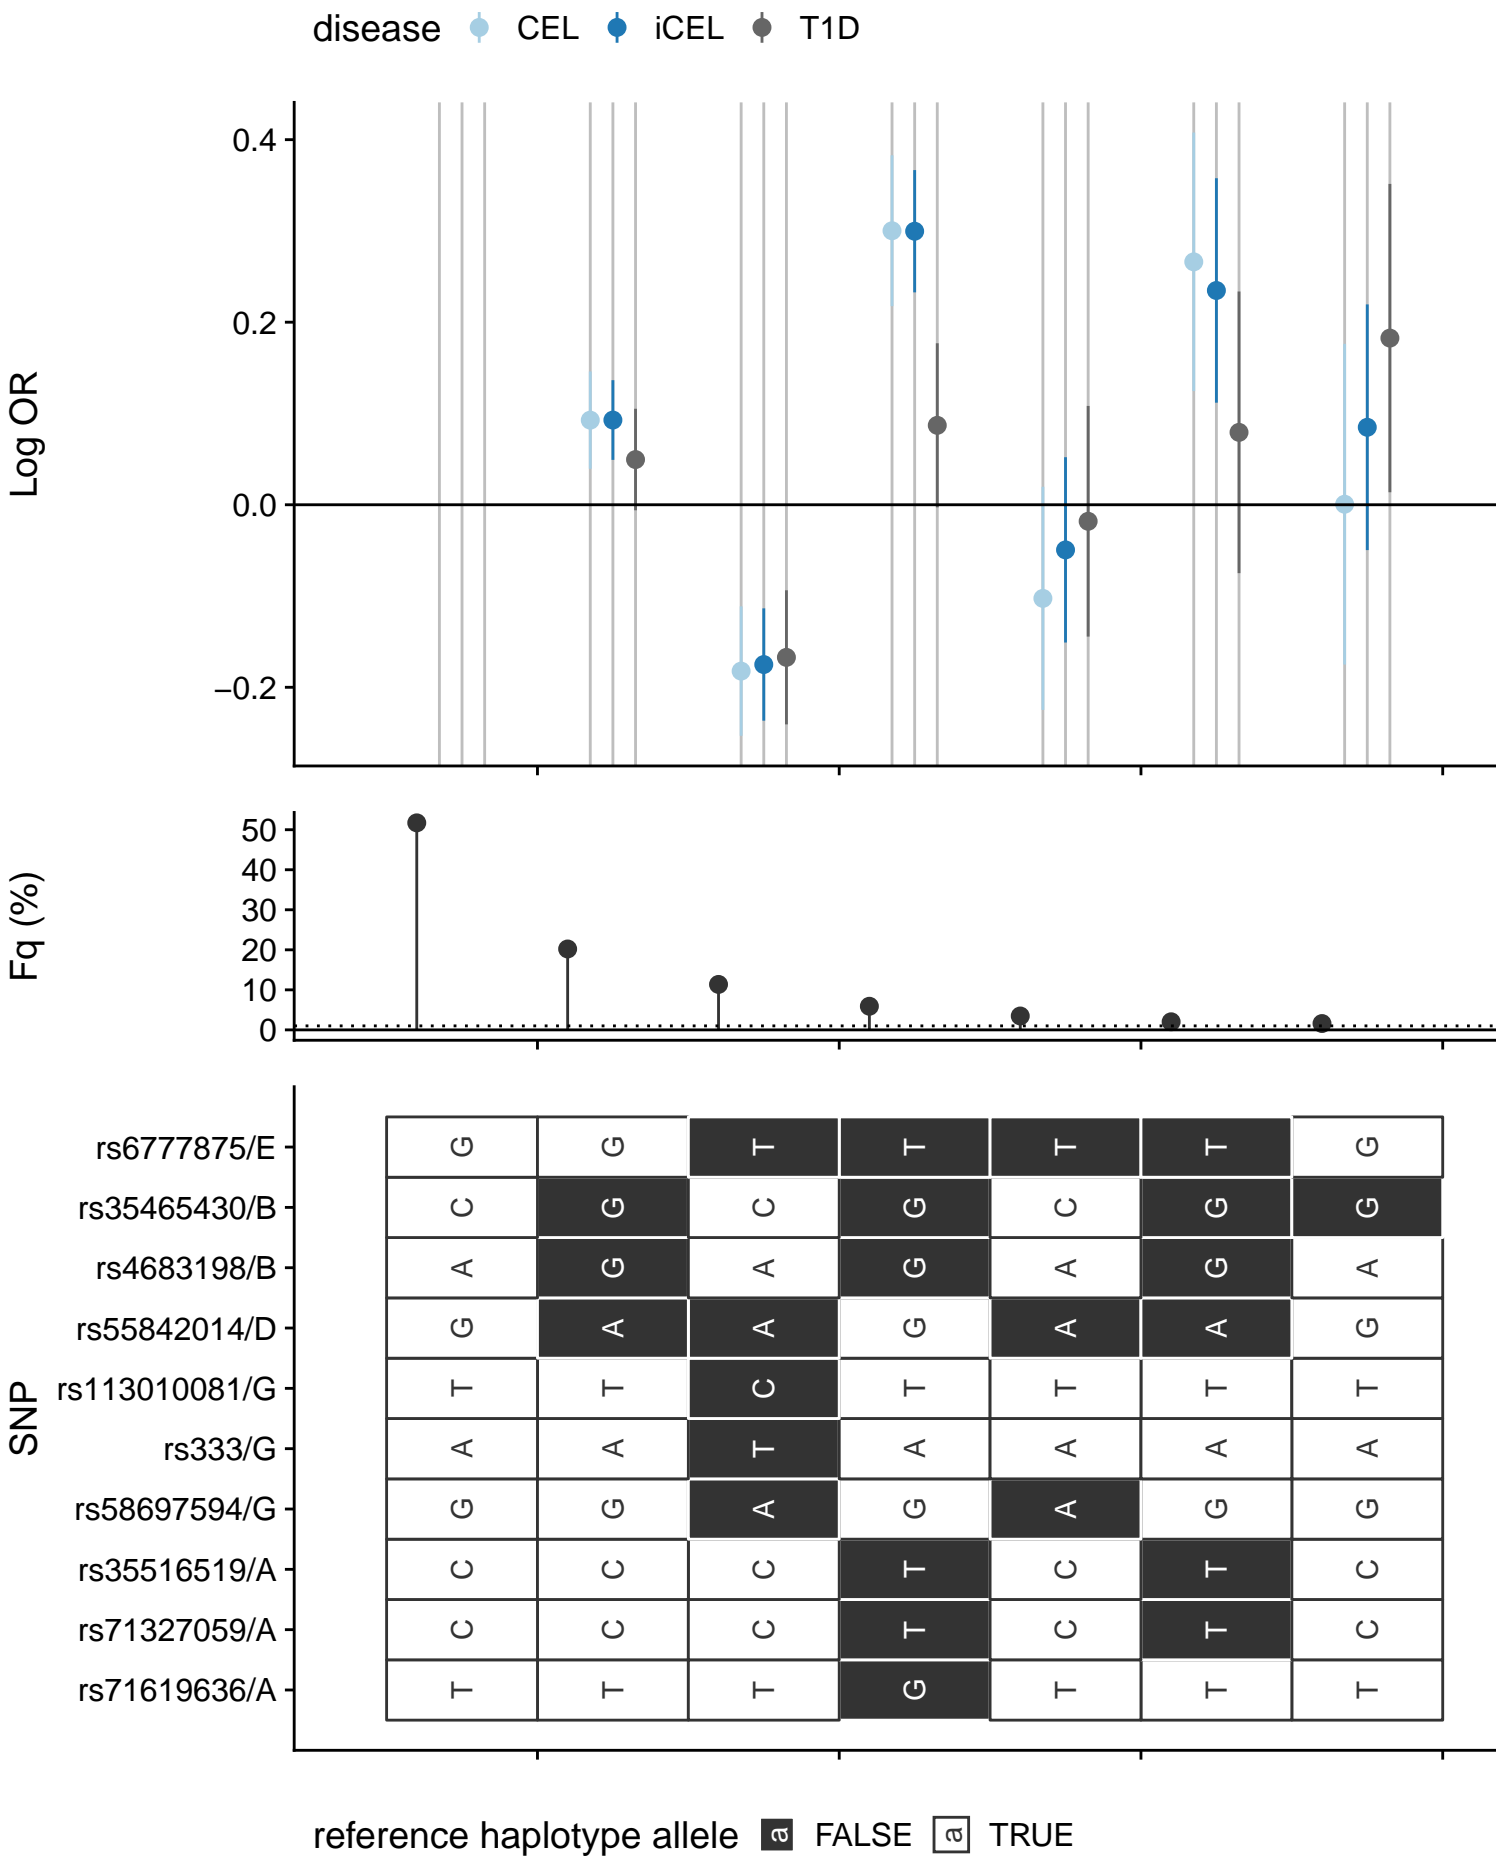 disease CEL iCEL T1D
Log OR
0.4
0.2
0.0
−0.2
Fq (%)
50
40
30
20
10
0
SNP
rs6777875/E G G T T T T G
rs35465430/B C G C G C G G
rs4683198/B A G A G A G A
rs55842014/D G A A G A A G
rs113010081/G T T C T T T T
rs333/G A A T A A A A
rs58697594/G G G A G A G G
rs35516519/A C C C T C T C
rs71327059/A C C C T C T C
rs71619636/A T T T G T T T
reference haplotype allele a FALSE a TRUE